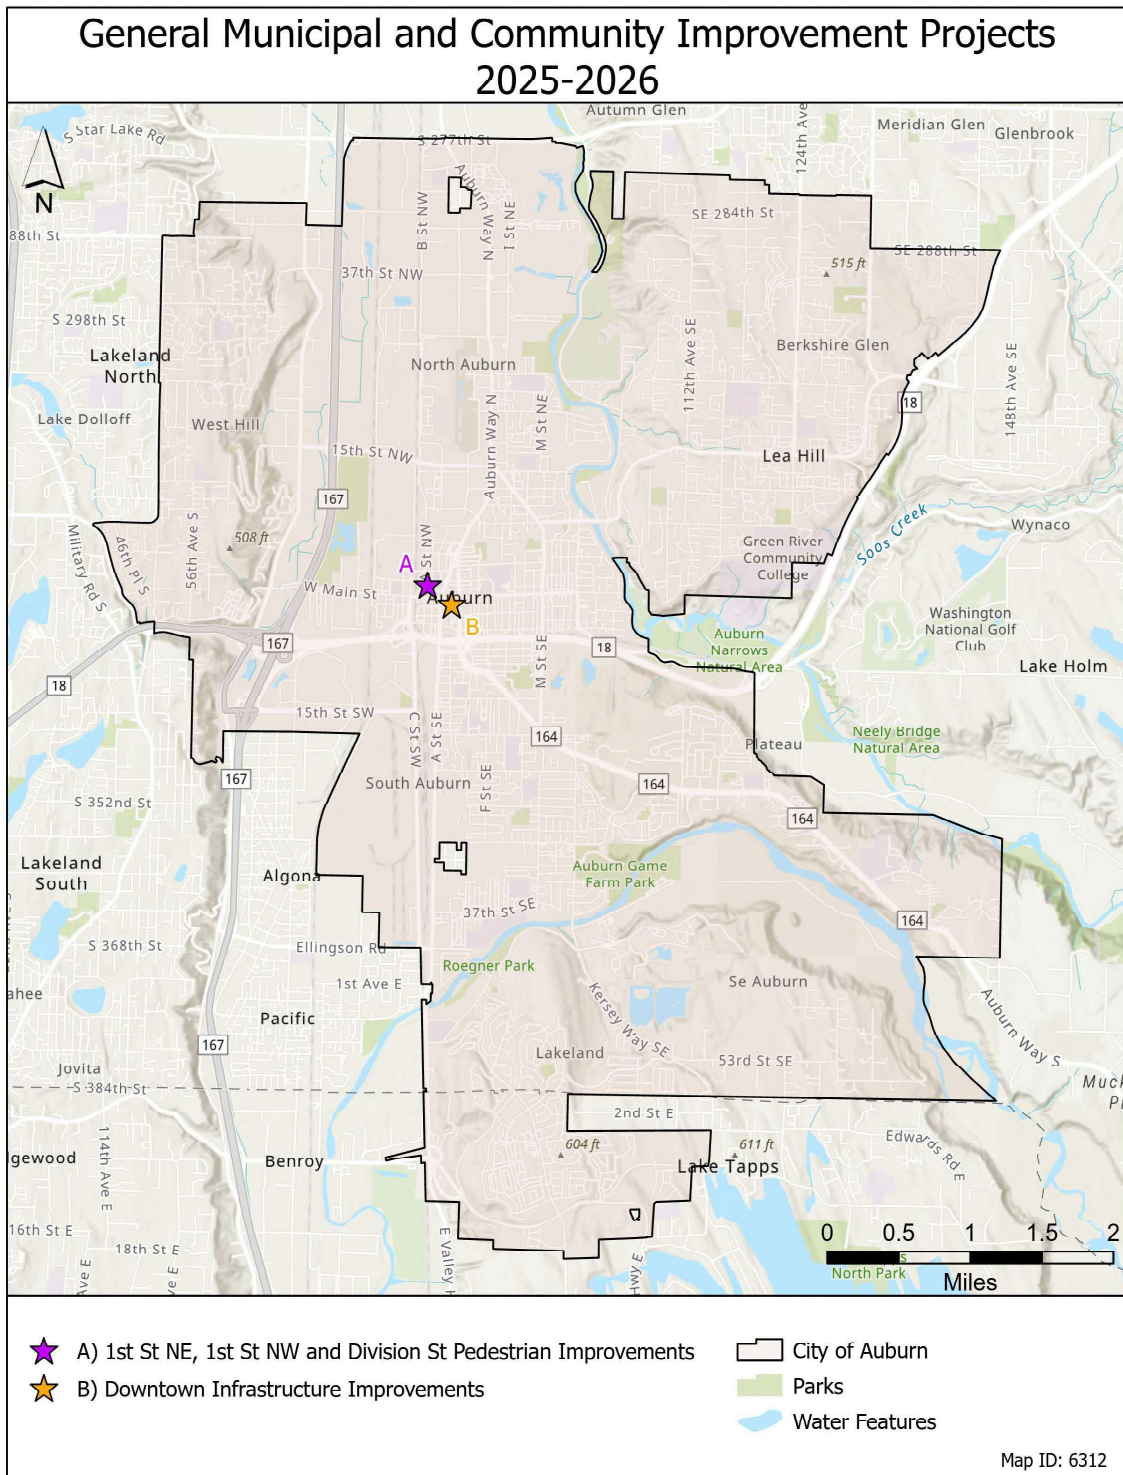 General Municipal and Community Improvement Projects
2025-2026
Autumn Glen
Meridian Glen
Glenbrook
124th Ave
S Star Lake Rd
S 277th St
N
Auburn Way N
B St NW
I St NE
SE 284th St
88th St
SE 288th St
37th St NW
515 ft
S 298th St
Lakeland
North
North Auburn
112th Ave SE
Berkshire Glen
148th Ave SE
18
Lake Dolloff
West Hill
Auburn Way N
M St NE
15th St NW
Lea Hill
167
Soos Creek
Wynaco
Military Rd S
46th Pl S
56th Ave S
508 ft
A St NW
Green River
Community
College
A
W Main St
Auburn
B
Washington
National Golf
Club
Auburn
Narrows
Natural Area
167
18
M St SE
Lake Holm
18
15th St SW
C St SW
A St SE
164
Plateau
Neely Bridge
Natural Area
167
South Auburn
F St SE
164
S 352nd St
164
Lakeland
South
Algona
Auburn Game
Farm Park
37th St SE
164
S 368th St
Ellingson Rd
Roegner Park
1st Ave E
Se Auburn
ahee
Kersey Way SE
Auburn Way S
Pacific
167
Lakeland
53rd St SE
Jovita
S 384th St
Muck
P
2nd St E
114th Ave E
604 ft
611 ft
Edwards Rd E
dgewood
Benroy
Lake Tapps
16th St E
18th St E
Ave E
ve E
E Valley H
Hwy E
0 0.5 1 1.5 2
s
North Park
Miles
A) 1st St NE, 1st St NW and Division St Pedestrian Improvements
B) Downtown Infrastructure Improvements
City of Auburn
Parks
Water Features
Map ID: 6312